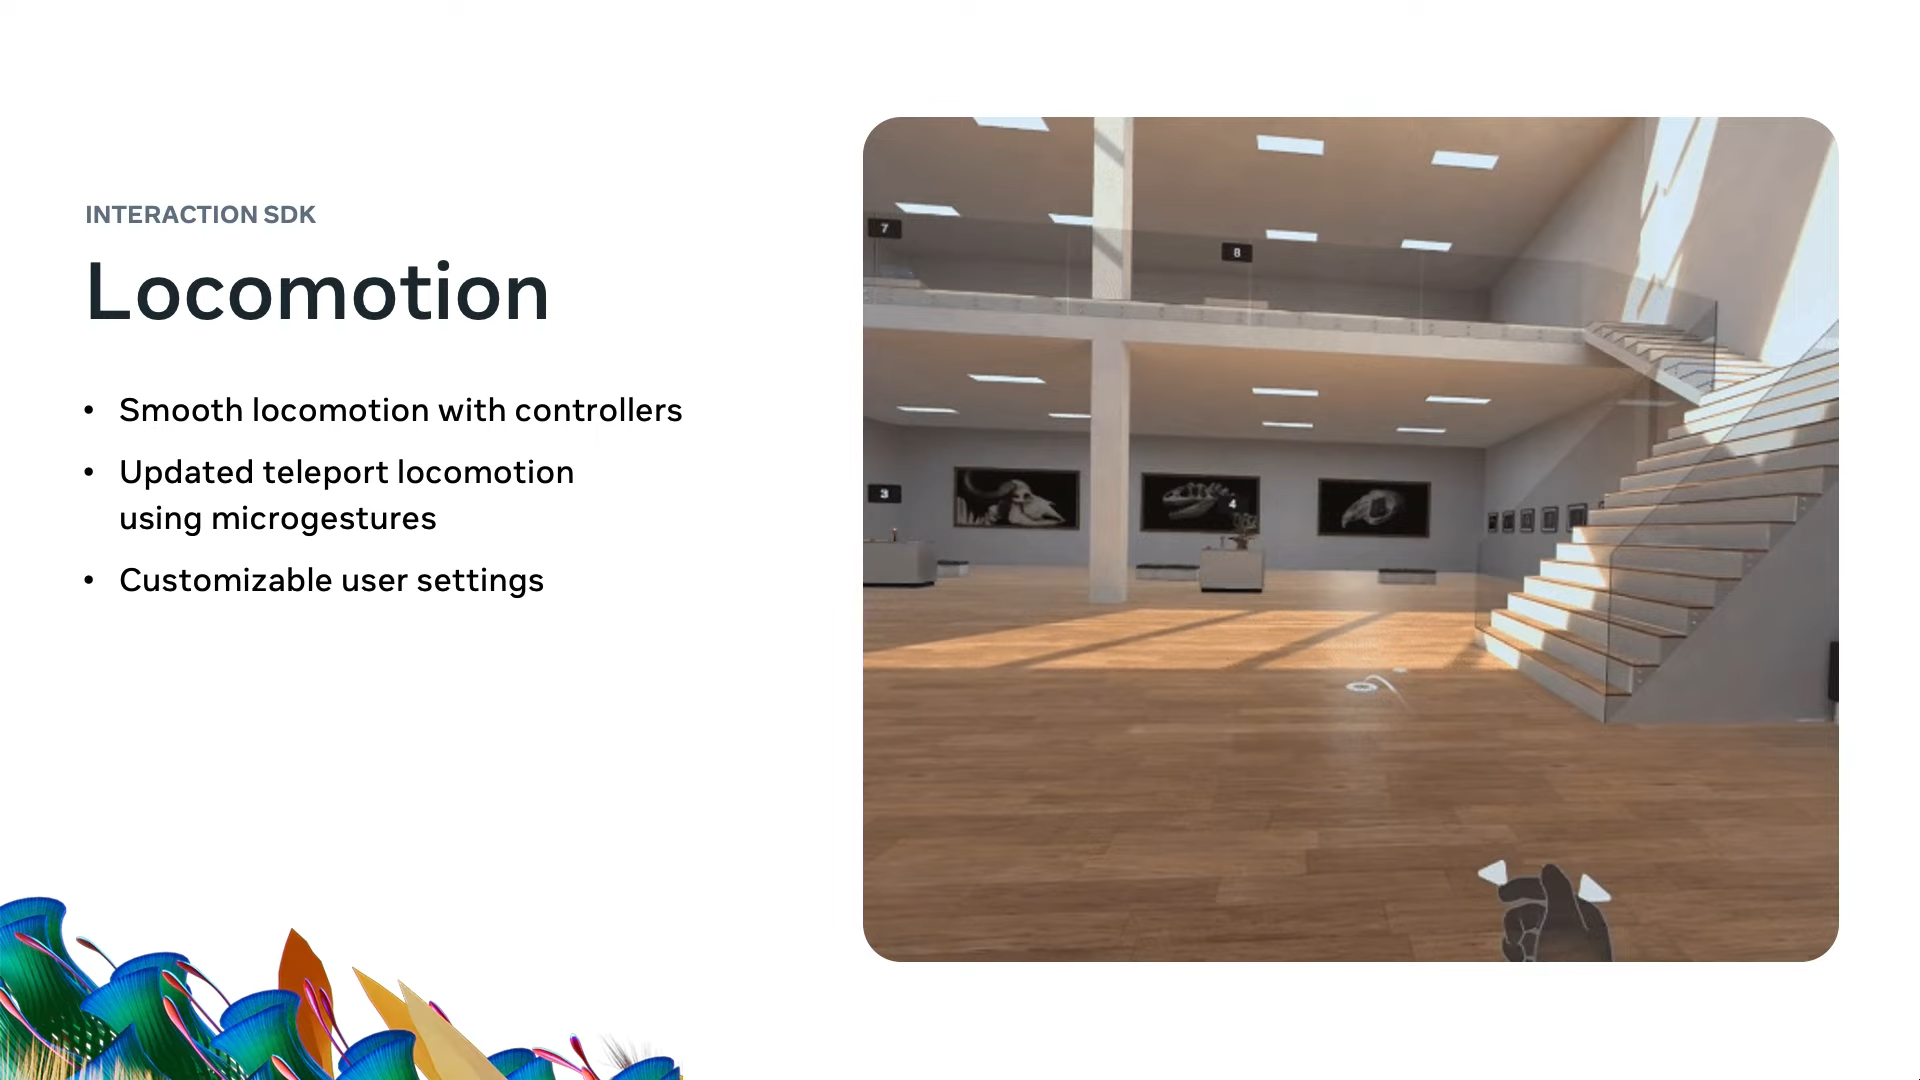 INTERACTION SDK
Locomotion
• Smooth locomotion with controllers
• Updated teleport locomotion
using microgestures
• Customizable user settings
7
8
3
4